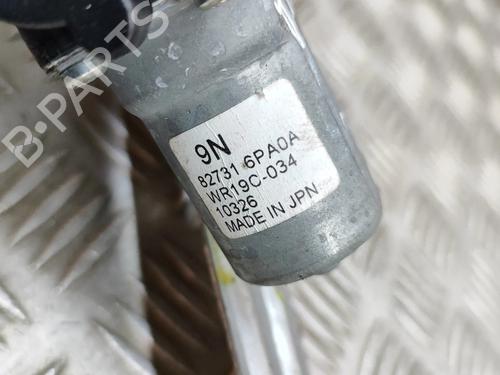 B-PARTS
9N
82731 6PA0A
WR19C-034
10326
MADE IN JPN